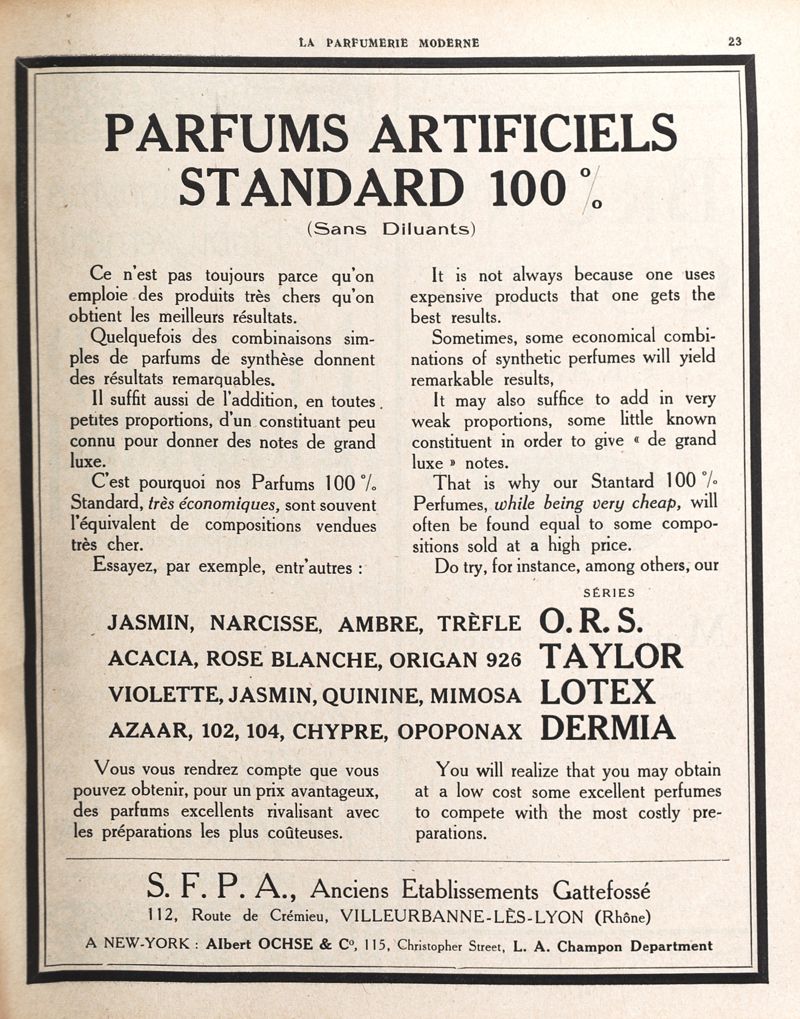 LA PARFUMERIE MODERNE 23
PARFUMS ARTIFICIELS
STANDARD 100 %
(Sans Diluants)
Ce n'est pas toujours parce qu'on
emploie des produits très chers qu'on
obtient les meilleurs résultats.
Quelquefois des combinaisons sim-
ples de parfums de synthèse donnent
des résultats remarquables.
Il suffit aussi de l'addition, en toutes
petites proportions, d'un constituant peu
connu pour donner des notes de grand
luxe.
C'est pourquoi nos Parfums 100 %
Standard, très économiques, sont souvent
l'équivalent de compositions vendues
très cher.
Essayez, par exemple, entr'autres :
It is not always because one uses
expensive products that one gets the
best results.
Sometimes, some economical combi-
nations of synthetic perfumes will yield
remarkable results,
It may also suffice to add in very
weak proportions, some little known
constituent in order to give « de grand
luxe » notes.
That is why our Stantard 100 %
Perfumes, while being very cheap, will
often be found equal to some compo-
sitions sold at a high price.
Do try, for instance, among others, our
SÉRIES
JASMIN, NARCISSE, AMBRE, TRÈFLE O. R. S.
ACACIA, ROSE BLANCHE, ORIGAN 926 TAYLOR
VIOLETTE, JASMIN, QUININE, MIMOSA LOTEX
AZAAR, 102, 104, CHYPRE, OPOPONAX DERMIA
Vous vous rendrez compte que vous
pouvez obtenir, pour un prix avantageux,
des parfums excellents rivalisant avec
les préparations les plus coûteuses.
You will realize that you may obtain
at a low cost some excellent perfumes
to compete with the most costly pre-
parations.
S. F. P. A., Anciens Etablissements Gattefossé
112, Route de Crémieu, VILLEURBANNE-LÈS-LYON (Rhône)
A NEW-YORK : Albert OCHSE & Cº, 115, Christopher Street, L. A. Champon Department